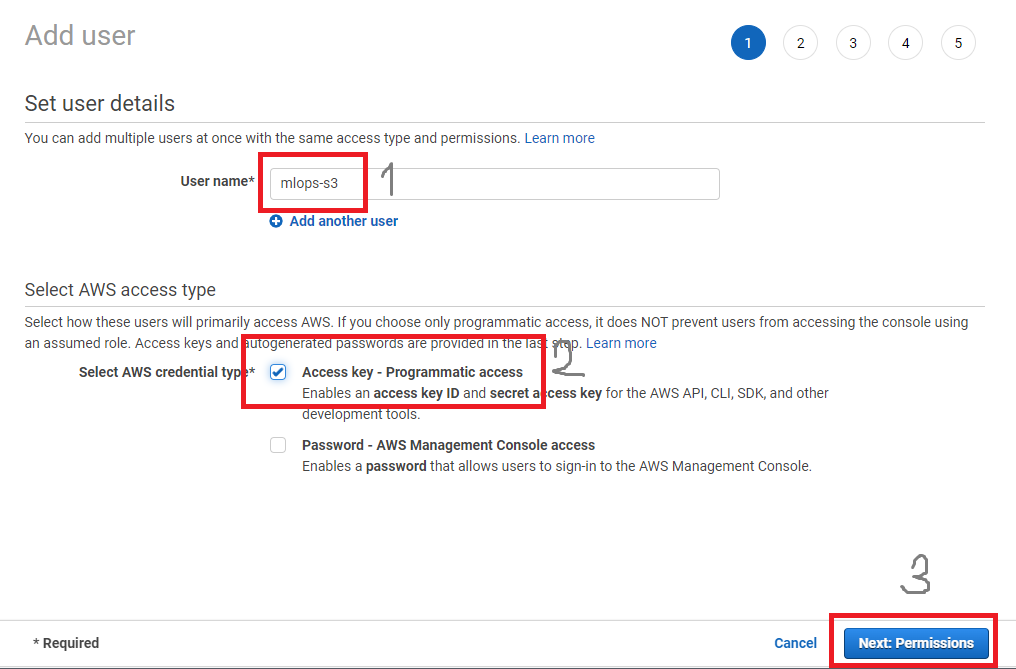 Add user
1 2 3 4 5
Set user details
You can add multiple users at once with the same access type and permissions. Learn more
User name* mlops-s3 1
Add another user
Select AWS access type
Select how these users will primarily access AWS. If you choose only programmatic access, it does NOT prevent users from accessing the console using
an assumed role. Access keys and autogenerated passwords are provided in the last step. Learn more
2
Select AWS credential type* Access key - Programmatic access
Enables an access key ID and secret access key for the AWS API, CLI, SDK, and other
development tools.
Password - AWS Management Console access
Enables a password that allows users to sign-in to the AWS Management Console.
3
* Required Cancel Next: Permissions